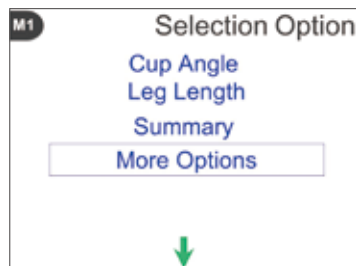 M1
Selection Option
Cup Angle
Leg Length
Summary
More Options